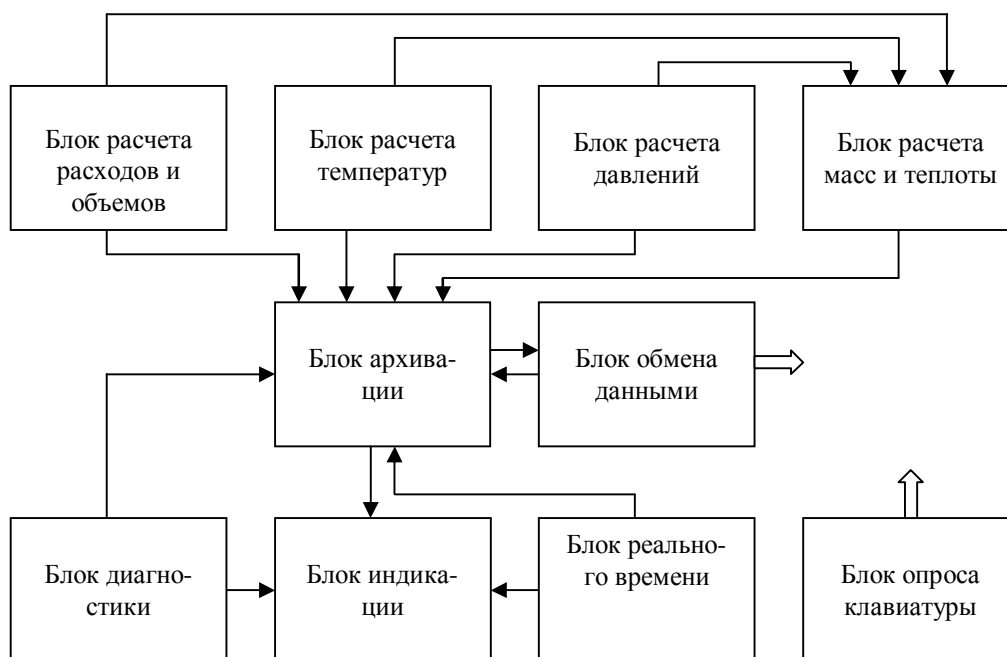 Блок расчета
расходов и
объемов
Блок расчета
температур
Блок расчета
давлений
Блок расчета
масс и теплоты
Блок архива-
ции
Блок обмена
данными
Блок диагно-
стики
Блок индика-
ции
Блок реально-
го времени
Блок опроса
клавиатуры